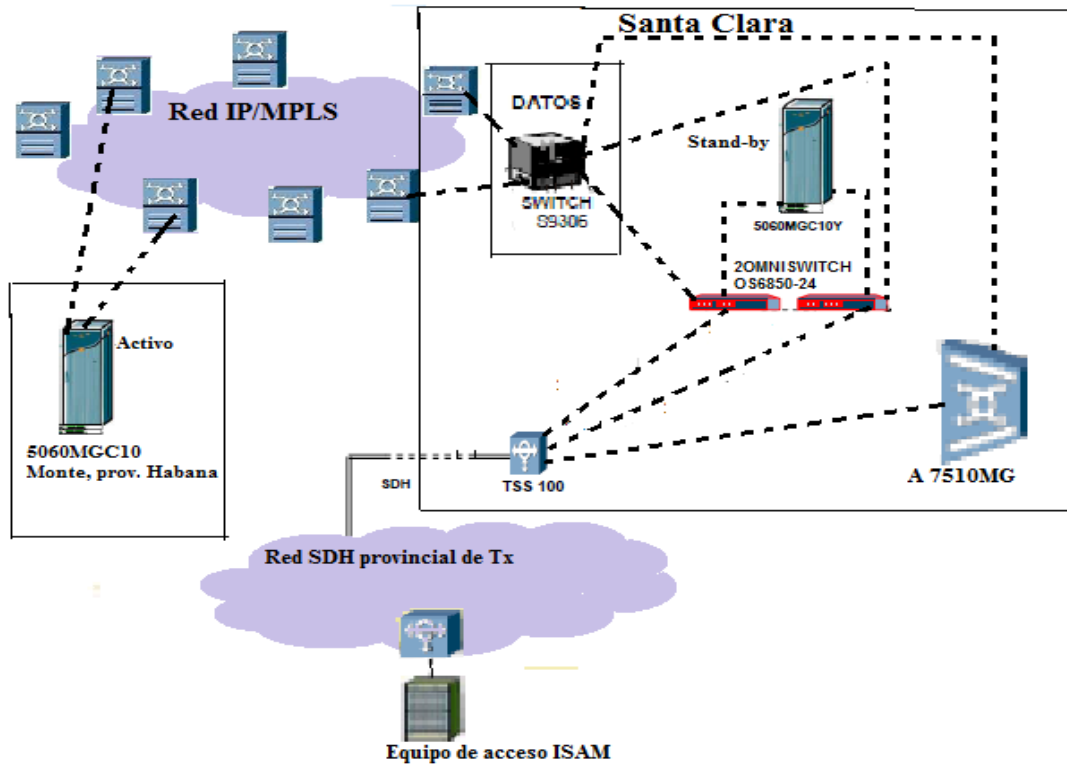 Santa Clara
Red IP/MPLS
DATOS
SWITCH
S9306
Stand-by
5060MGC10Y
2OMNISWITCH
OS6850-24
Activo
5060MGC10
Monte, prov. Habana
A 7510MG
SDH
TSS 100
Red SDH provincial de Tx
Equipo de acceso ISAM